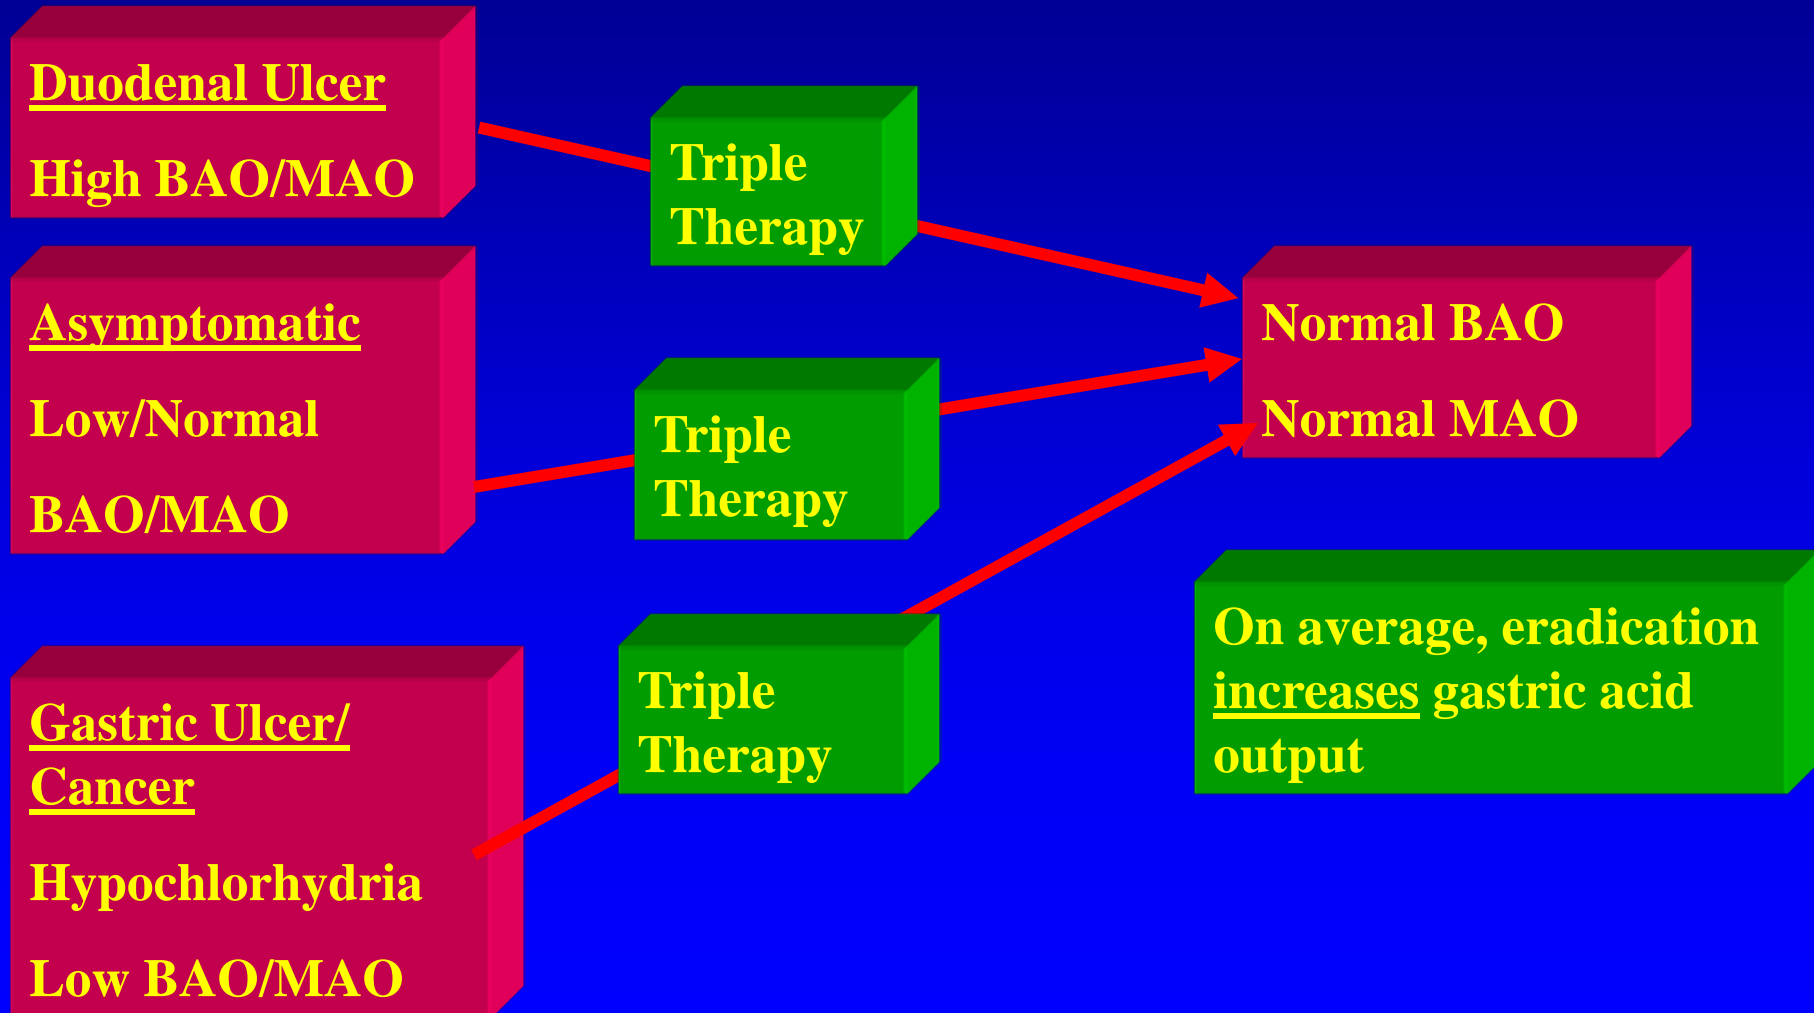 Duodenal Ulcer
High BAO/MAO
Triple
Therapy
Asymptomatic
Low/Normal
BAO/MAO
Triple
Therapy
Gastric Ulcer/
Cancer
Hypochlorhydria
Low BAO/MAO
Triple
Therapy
Normal BAO
Normal MAO
On average, eradication
increases gastric acid
output